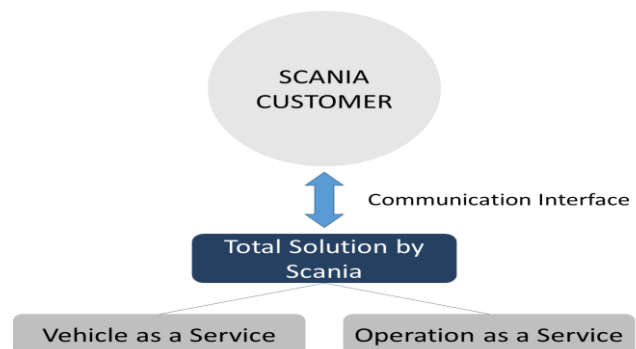 SCANIA
CUSTOMER
Communication Interface
Total Solution by
Scania
Vehicle as a Service
Operation as a Service